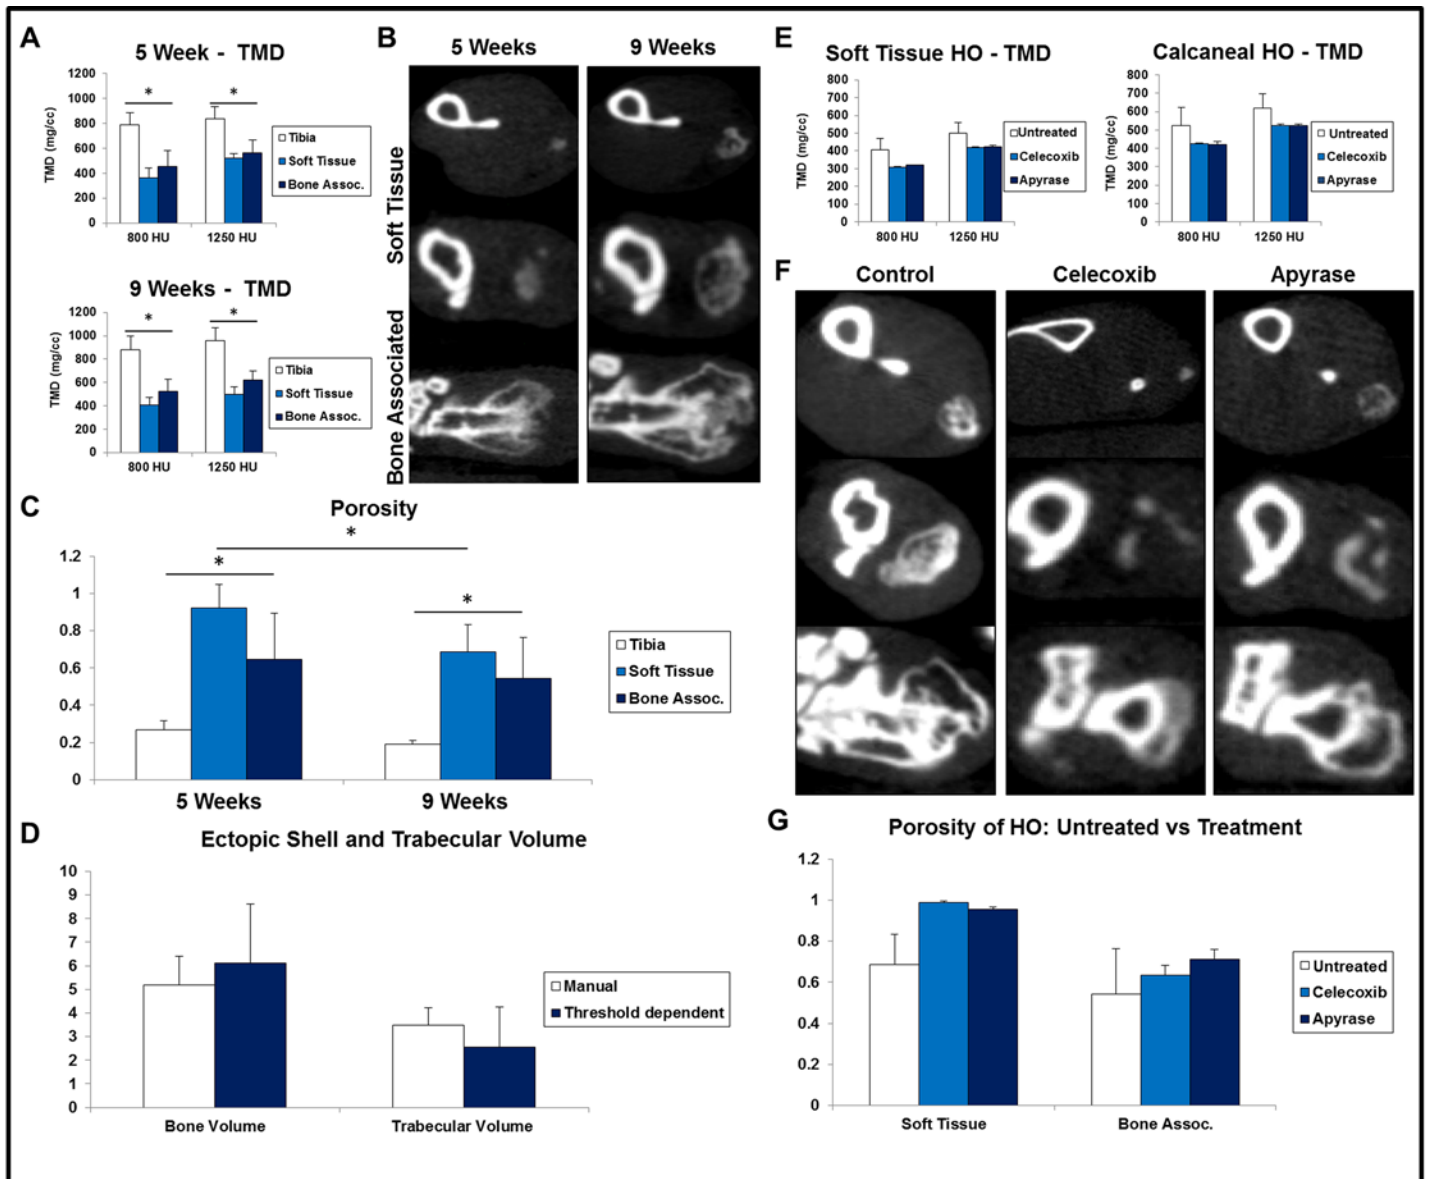 A
5 Week - TMD
1200
1000
800
600
400
200
0
TMD (mg/cc)
*
*
800 HU
1250 HU
Tibia
Soft Tissue
Bone Assoc.
9 Weeks - TMD
1200
1000
800
600
400
200
0
TMD (mg/cc)
*
*
800 HU
1250 HU
Tibia
Soft Tissue
Bone Assoc.
B
5 Weeks
9 Weeks
Soft Tissue
Bone Associated
C
Porosity
*
*
*
1.2
1
0.8
0.6
0.4
0.2
0
5 Weeks
9 Weeks
Tibia
Soft Tissue
Bone Assoc.
D
Ectopic Shell and Trabecular Volume
10
9
8
7
6
5
4
3
2
1
0
Bone Volume
Trabecular Volume
Manual
Threshold dependent
E
Soft Tissue HO - TMD
800
700
600
500
400
300
200
100
0
TMD (mg/cc)
800 HU
1250 HU
Untreated
Celecoxib
Apyrase
Calcaneal HO - TMD
800
700
600
500
400
300
200
100
0
TMD (mg/cc)
800 HU
1250 HU
Untreated
Celecoxib
Apyrase
F
Control
Celecoxib
Apyrase
G
Porosity of HO: Untreated vs Treatment
1.2
1
0.8
0.6
0.4
0.2
0
Soft Tissue
Bone Assoc.
Untreated
Celecoxib
Apyrase